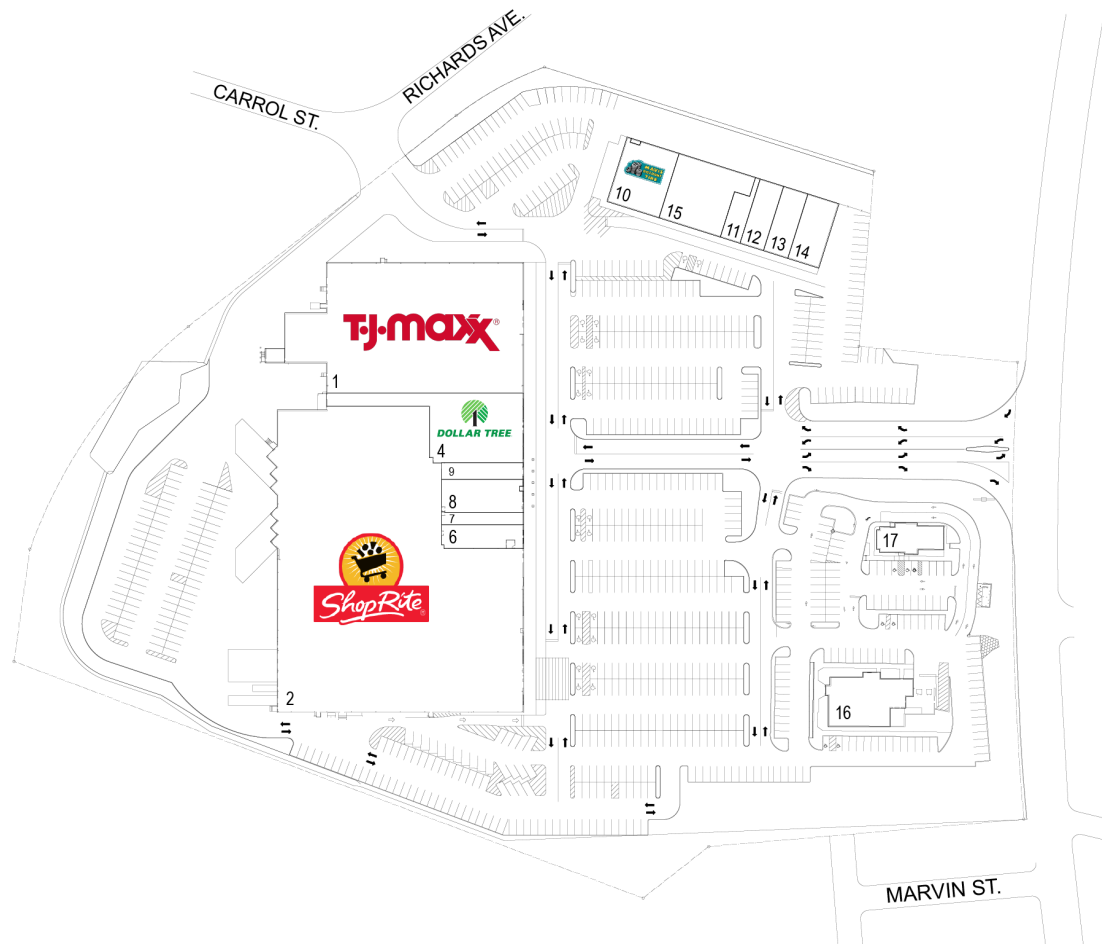 RICHARDS AVE.
CARROL ST.
10
15
11
12
13
14
T·J·maxx®
1
DOLLAR TREE
4
9
8
7
6
17
ShopRite®
2
16
MARVIN ST.